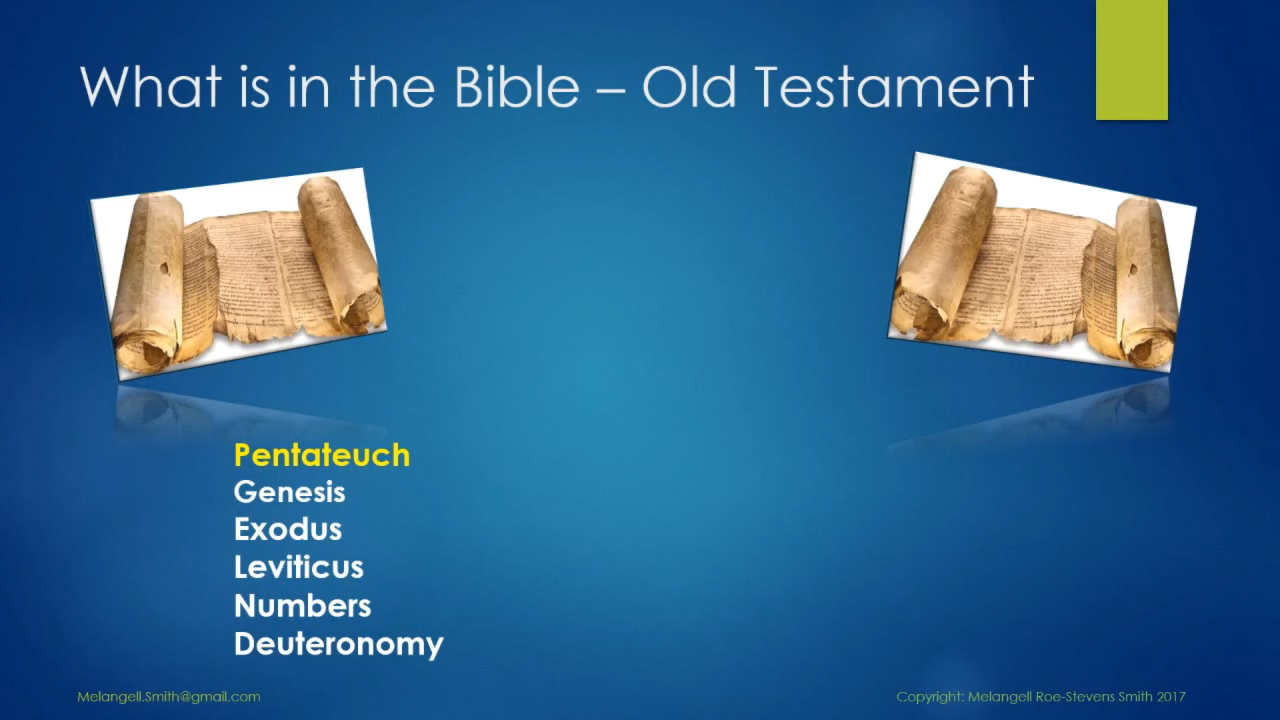 What is in the Bible – Old Testament
Pentateuch
Genesis
Exodus
Leviticus
Numbers
Deuteronomy
Melangell.Smith@gmail.com
Copyright: Melangell Roe-Stevens Smith 2017